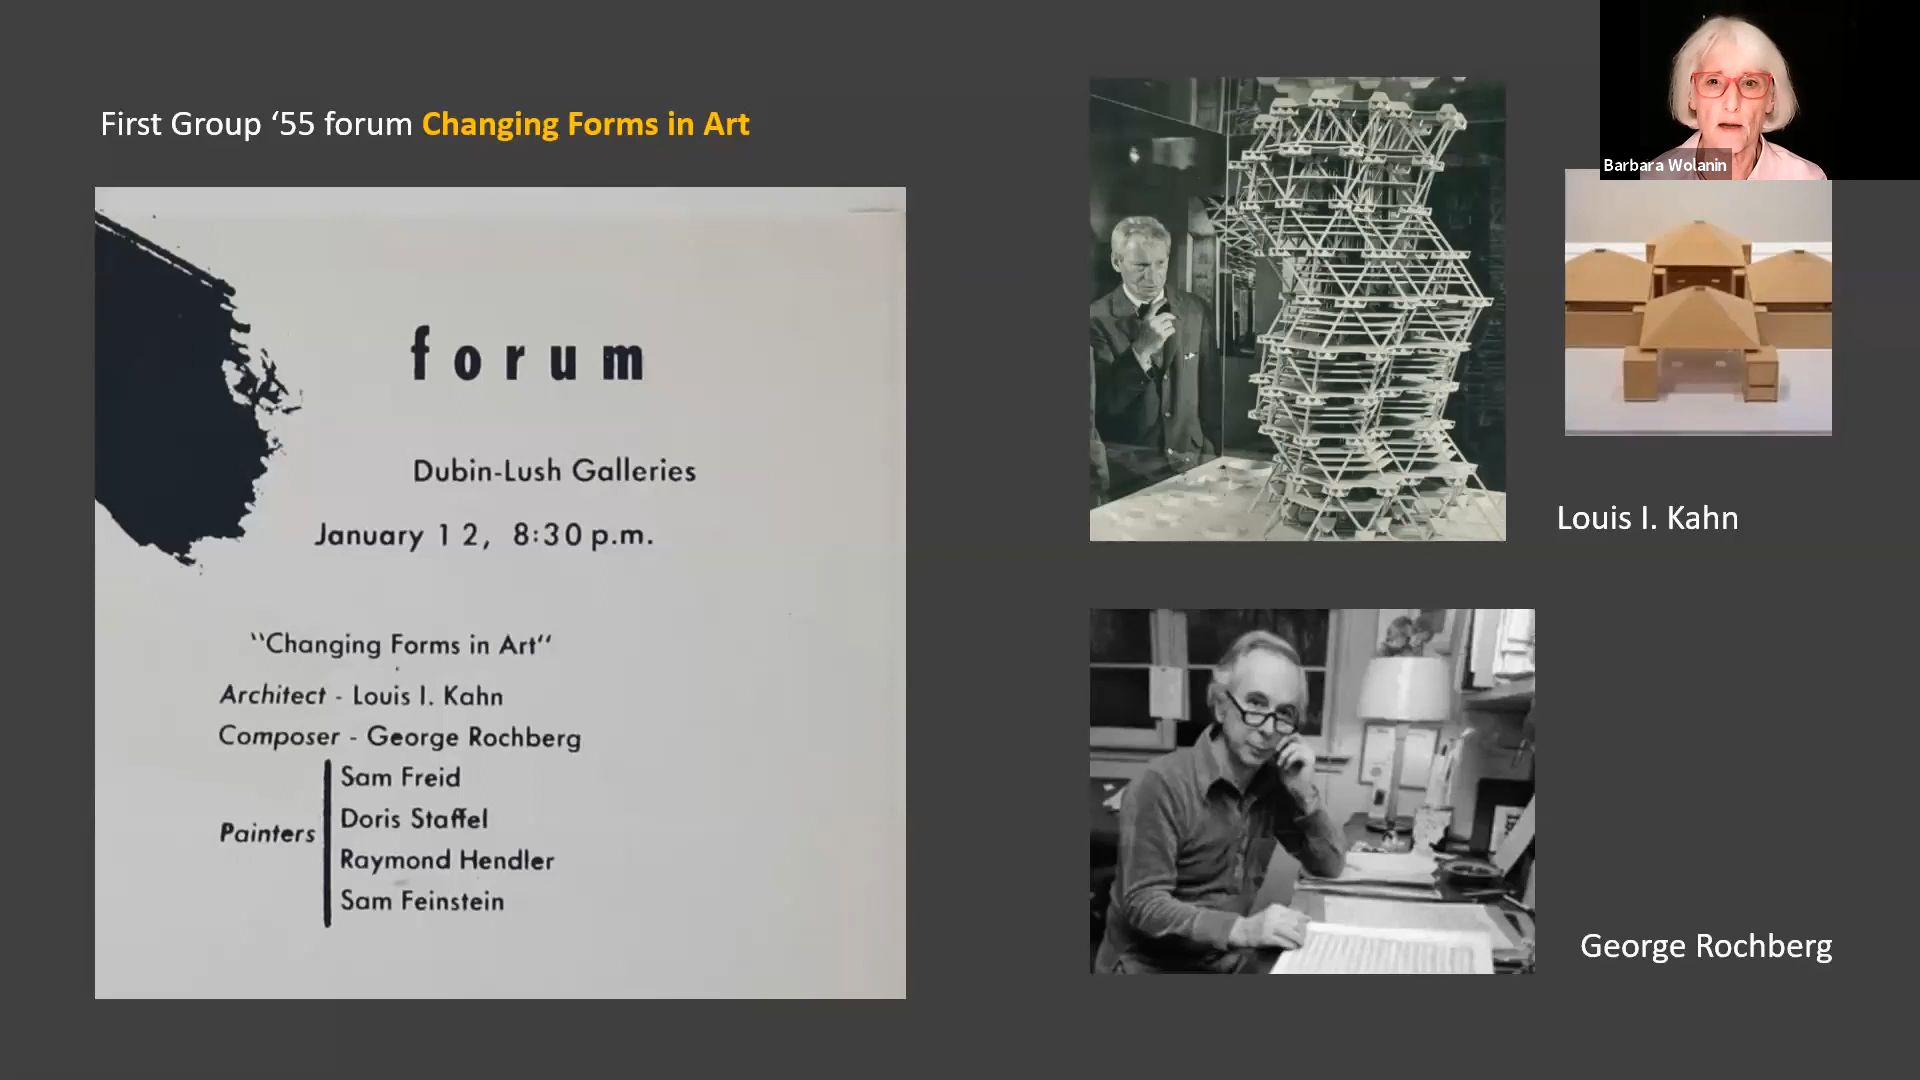 First Group ‘55 forum Changing Forms in Art
forum
Dubin-Lush Galleries
January 12, 8:30 p.m.
"Changing Forms in Art"
Architect - Louis I. Kahn
Composer - George Rochberg
Painters
Sam Freid
Doris Staffel
Raymond Hendler
Sam Feinstein
Barbara Wolanin
Louis I. Kahn
George Rochberg